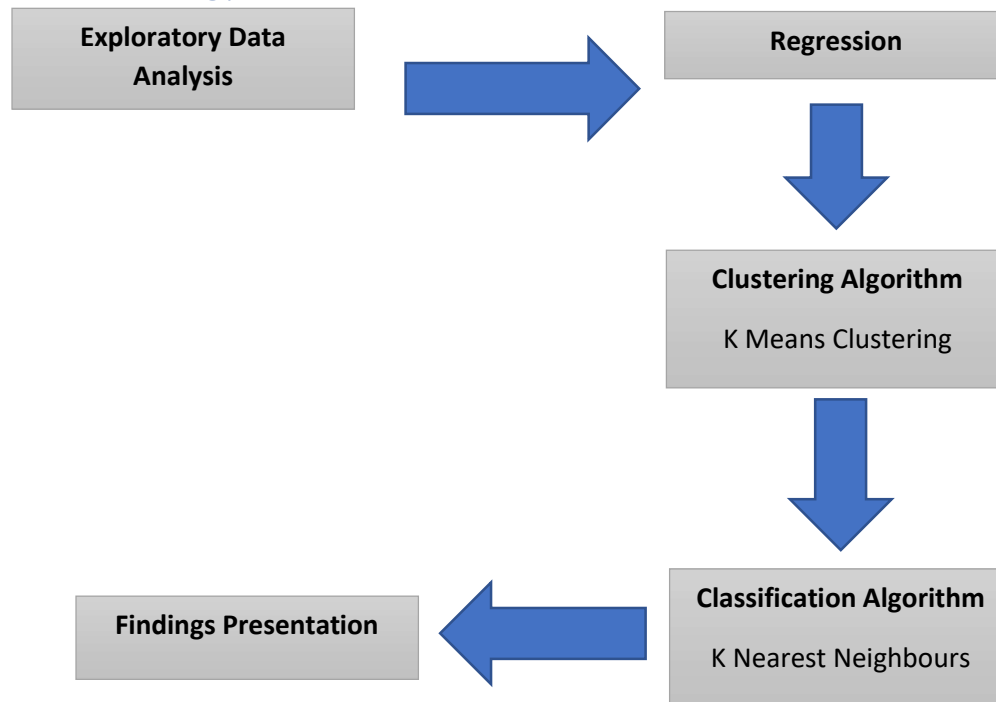 Exploratory Data
Analysis
Regression
Clustering Algorithm
K Means Clustering
Classification Algorithm
K Nearest Neighbours
Findings Presentation